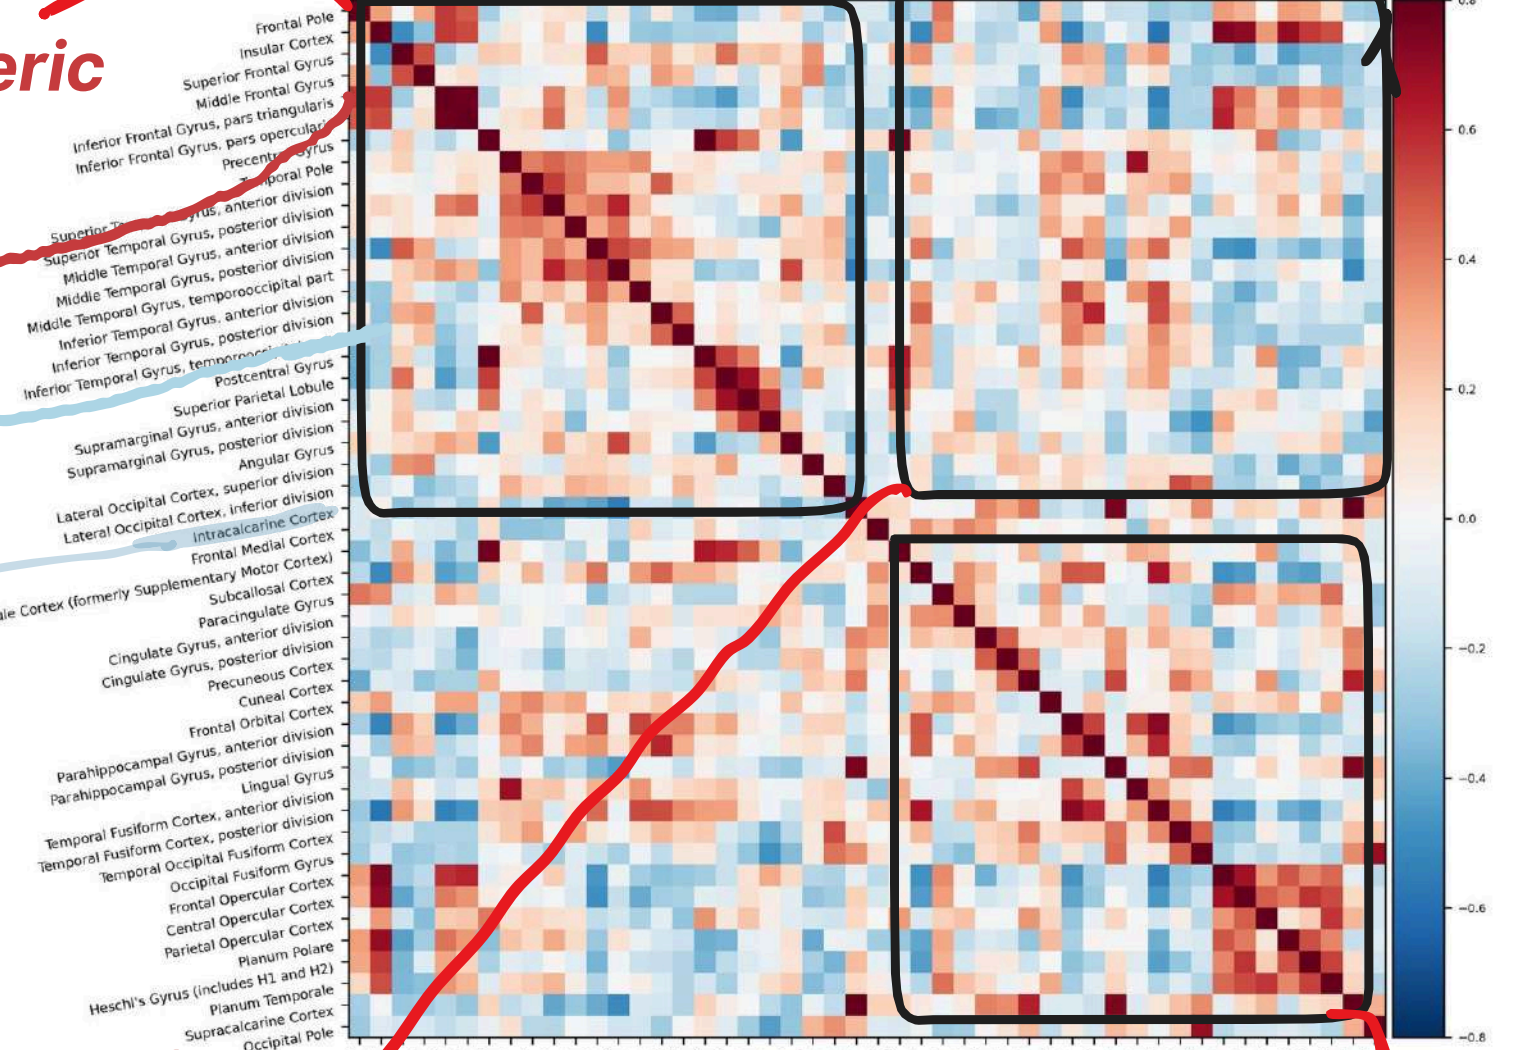 eric
Frontal Pole
Insular Cortex
Superior Frontal Gyrus
Middle Frontal Gyrus
Inferior Frontal Gyrus, pars triangularis
Inferior Frontal Gyrus, pars opercularis
Precentral Gyrus
Temporal Pole
Superior Temporal Gyrus, anterior division
Superior Temporal Gyrus, posterior division
Middle Temporal Gyrus, anterior division
Middle Temporal Gyrus, posterior division
Middle Temporal Gyrus, temporooccipital part
Inferior Temporal Gyrus, anterior division
Inferior Temporal Gyrus, posterior division
Inferior Temporal Gyrus,
Postcentral Gyrus
Superior Parietal Lobule
Supramarginal Gyrus, anterior division
Supramarginal Gyrus, posterior division
Angular Gyrus
Lateral Occipital Cortex, superior division
Lateral Occipital Cortex, inferior division
Intracalcarine Cortex
Frontal Medial Cortex
le Cortex (formerly Supplementary Motor Cortex)
Subcallosal Cortex
Paracingulate Gyrus
Cingulate Gyrus, anterior division
Cingulate Gyrus, posterior division
Precuneous Cortex
Cuneal Cortex
Frontal Orbital Cortex
Parahippocampal Gyrus, anterior division
Parahippocampal Gyrus, posterior division
Lingual Gyrus
Temporal Fusiform Cortex, anterior division
Temporal Fusiform Cortex, posterior division
Temporal Occipital Fusiform Cortex
Occipital Fusiform Gyrus
Frontal Opercular Cortex
Central Opercular Cortex
Parietal Opercular Cortex
Planum Polare
Heschl's Gyrus (includes H1 and H2)
Planum Temporale
Supracalcarine Cortex
Occipital Pole
0.8
0.6
0.4
0.2
0.0
−0.2
−0.4
−0.6
−0.8